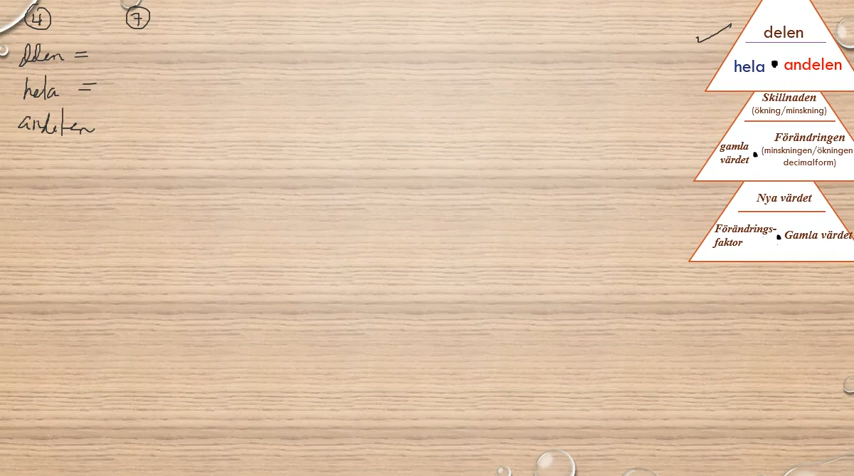 4 7
delen =
hela =
andelen
delen
hela • andelen
Skillnaden
(ökning/minskning)
gamla värdet • Förändringen
(minskningen/ökningen
decimalform)
Nya värdet
Förändrings-
faktor • Gamla värdet